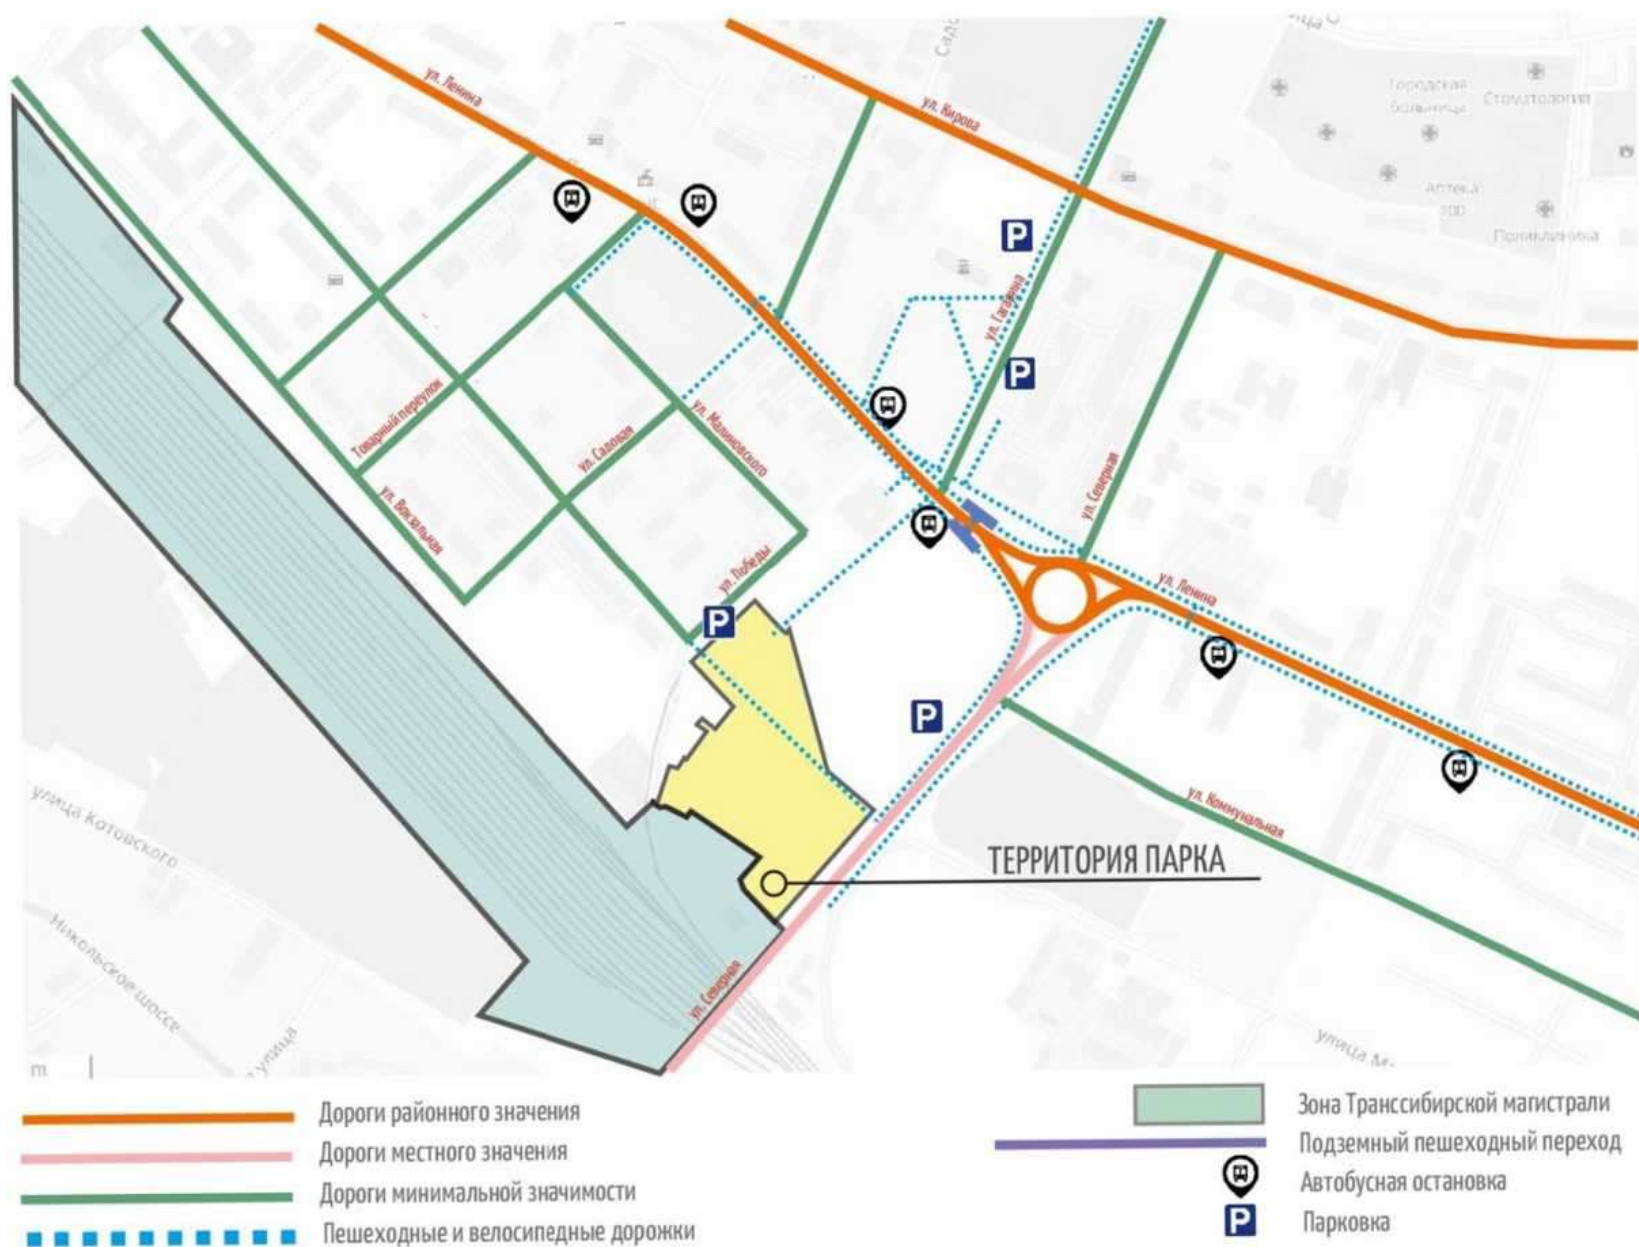 ул. Ленина
ул. Кирова
Городская
больница
Стоматология
Аптека
Поликлиника
ул. Гагарина
Товарный переулок
ул. Садовая
ул. Малиновского
ул. Вокзальная
ул. Северная
ул. Победы
ул. Ленина
P
P
P
P
ул. Коммунальная
улица Котовского
ТЕРРИТОРИЯ ПАРКА
Никольское шоссе
ул. Северная
улица
улица М
m
Дороги районного значения
Дороги местного значения
Дороги минимальной значимости
Пешеходные и велосипедные дорожки
Зона Транссибирской магистрали
Подземный пешеходный переход
Автобусная остановка
P Парковка